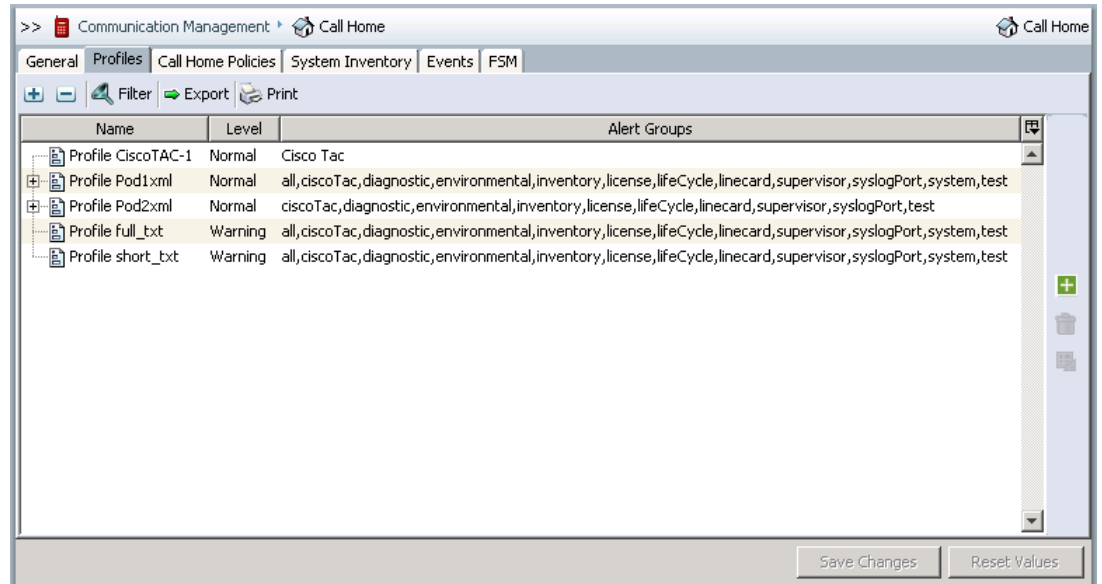 >> Communication Management Call Home Call Home
General Profiles Call Home Policies System Inventory Events FSM
Filter Export Print
Name Level Alert Groups
Profile CiscoTAC-1 Normal Cisco Tac
Profile Pod1xml Normal all,ciscoTac,diagnostic,environmental,inventory,license,lifeCycle,linecard,supervisor,syslogPort,system,test
Profile Pod2xml Normal ciscoTac,diagnostic,environmental,inventory,license,lifeCycle,linecard,supervisor,syslogPort,test
Profile full_txt Warning all,ciscoTac,diagnostic,environmental,inventory,license,lifeCycle,linecard,supervisor,syslogPort,system,test
Profile short_txt Warning all,ciscoTac,diagnostic,environmental,inventory,license,lifeCycle,linecard,supervisor,syslogPort,system,test
Save Changes Reset Values